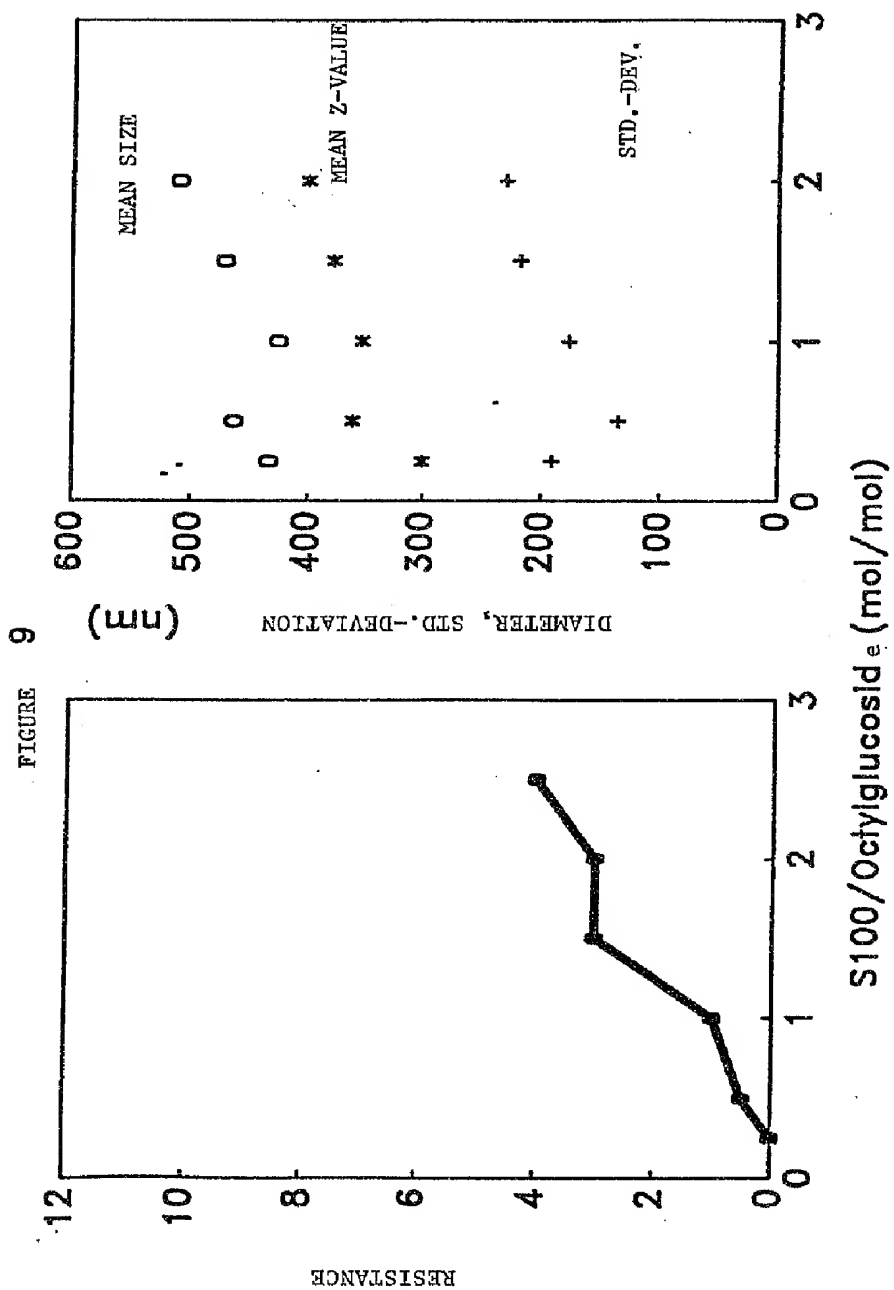 FIGURE 9
RESISTANCE
12
10
8
6
4
2
0
0 1 2 3
(nm)
DIAMETER, STD.-DEVIATION
600
500
400
300
200
100
0
MEAN SIZE
MEAN Z-VALUE
STD.-DEV.
0 1 2 3
S100/Octylglucoside (mol/mol)